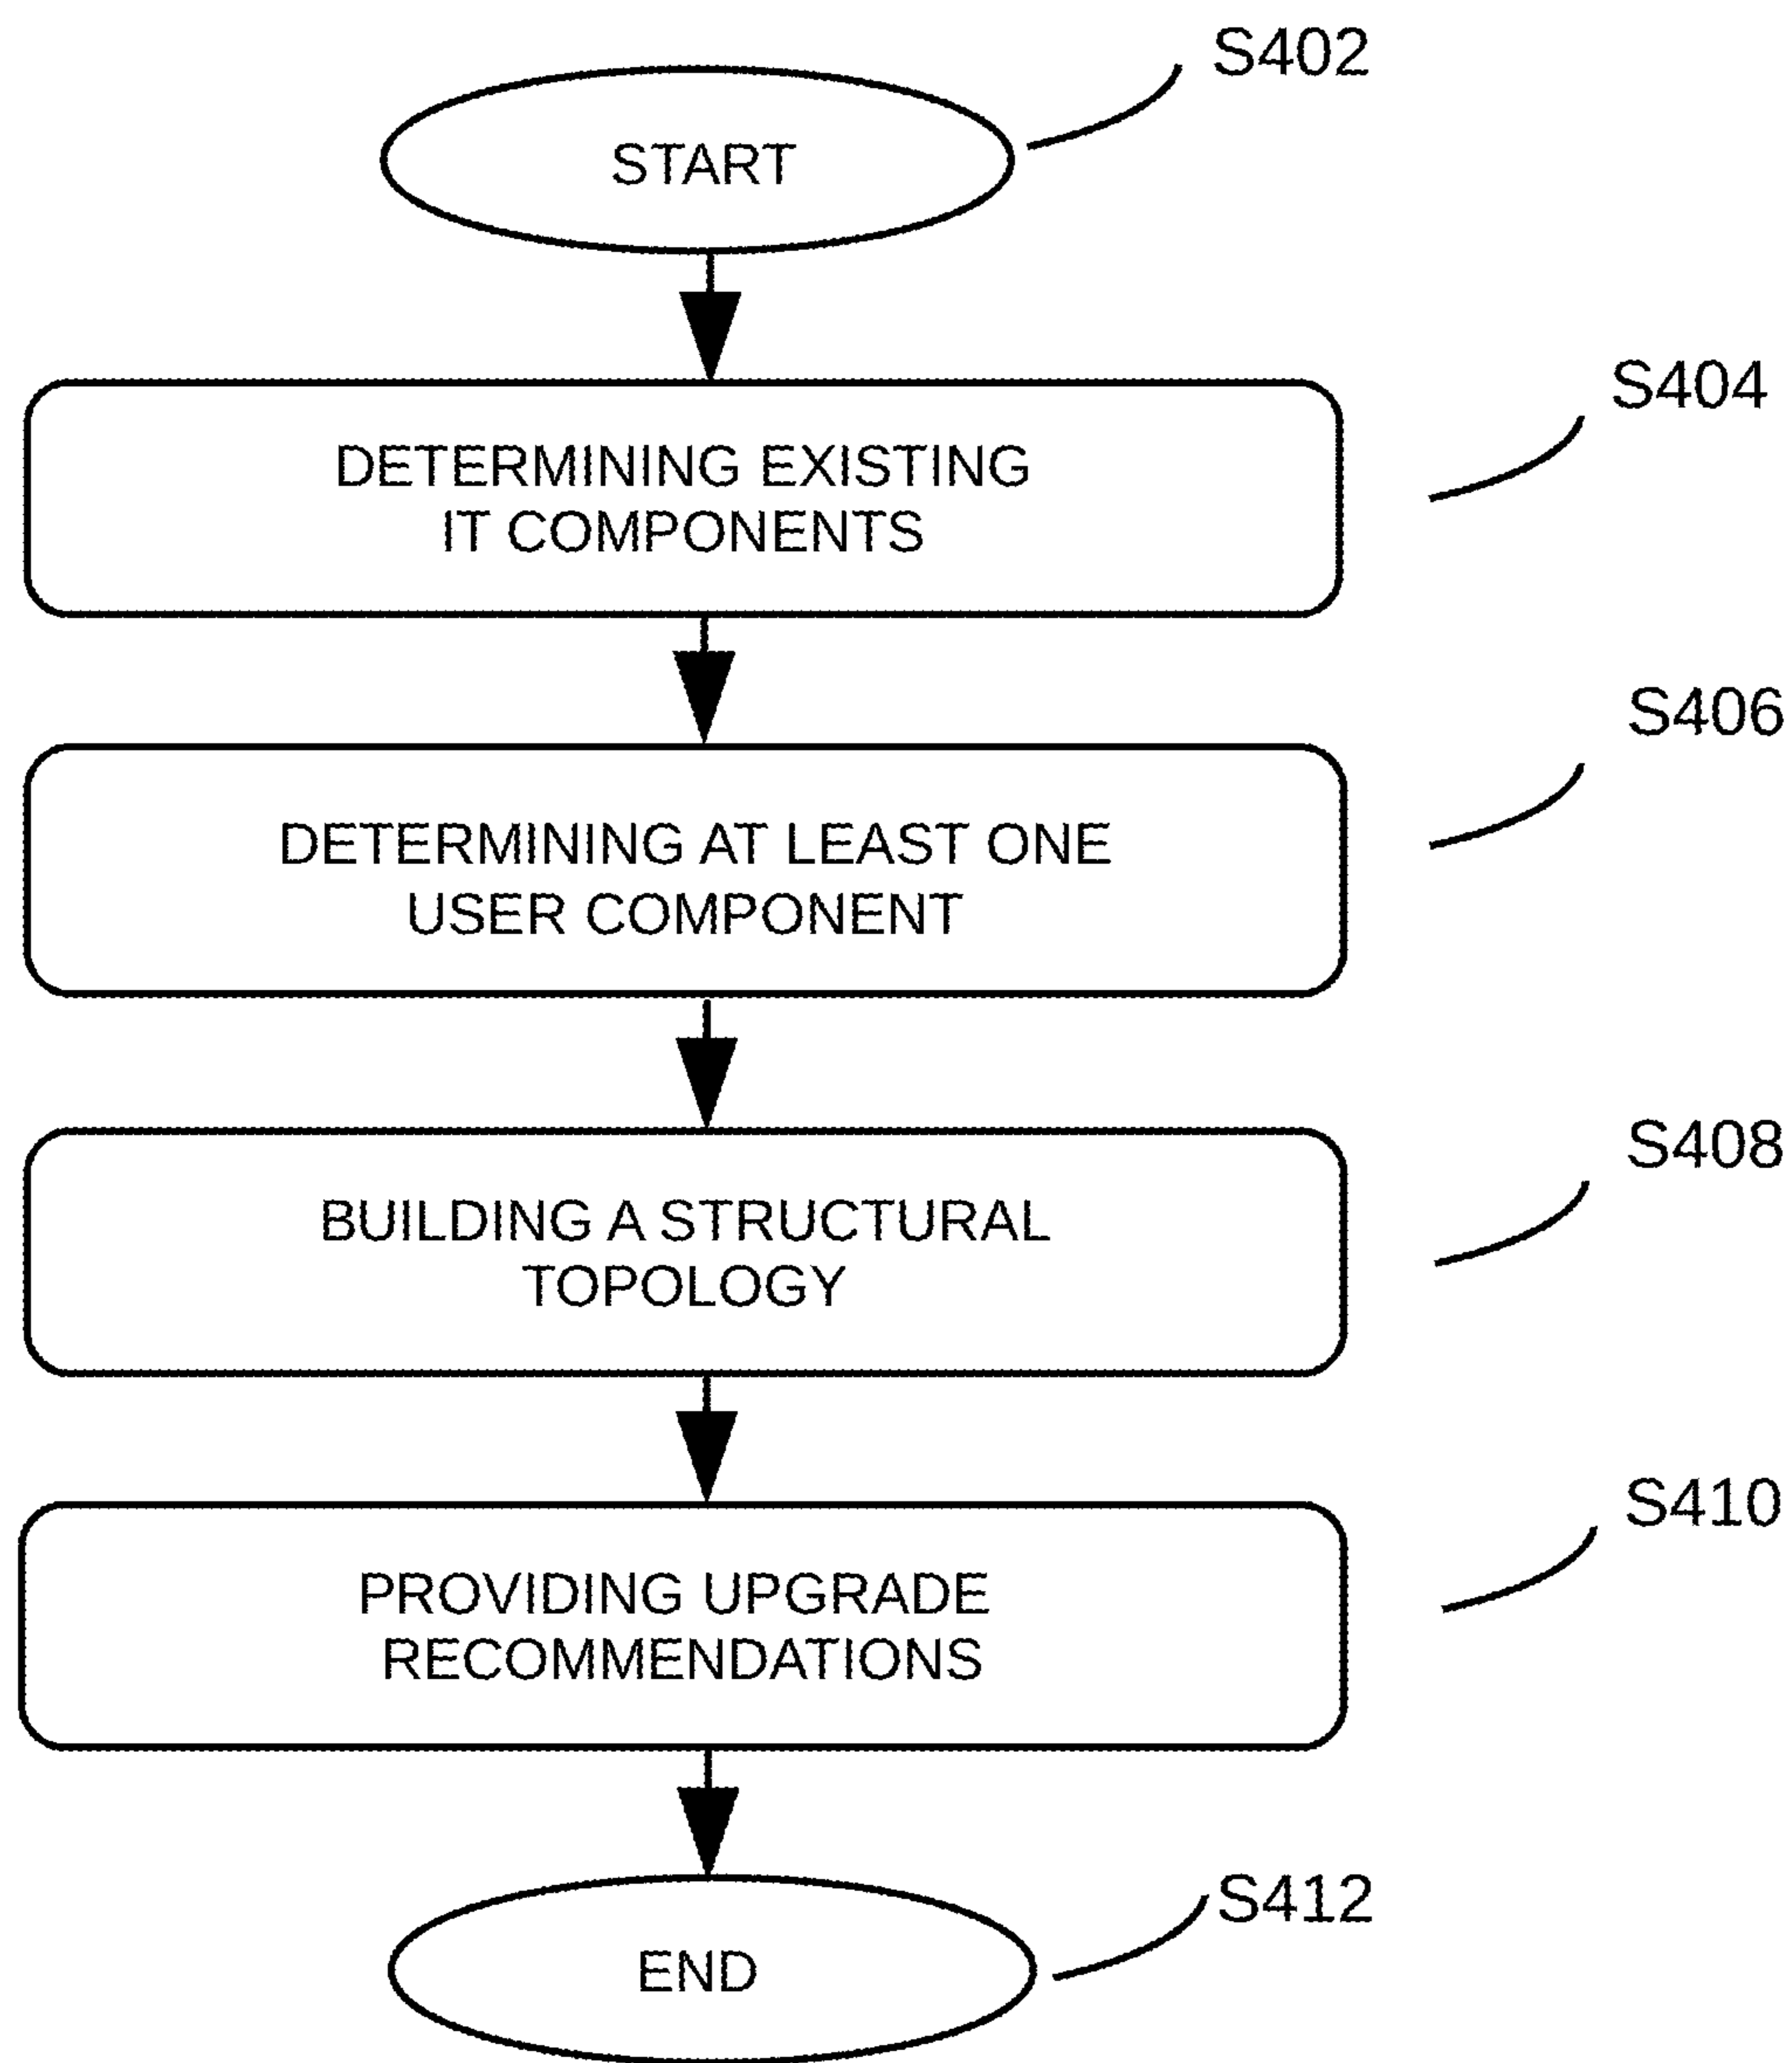 S402
START
S404
DETERMINING EXISTING
IT COMPONENTS
S406
DETERMINING AT LEAST ONE
USER COMPONENT
S408
BUILDING A STRUCTURAL
TOPOLOGY
S410
PROVIDING UPGRADE
RECOMMENDATIONS
S412
END